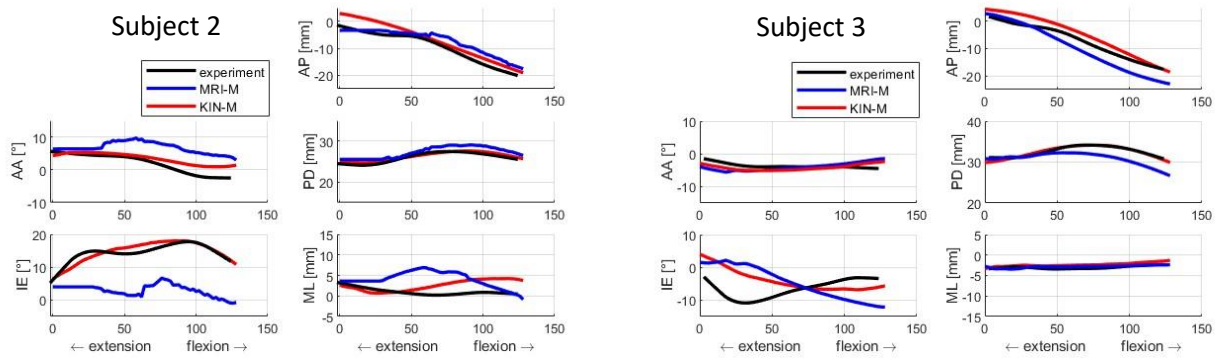 Subject 2
experiment
MRI-M
KIN-M
AP [mm]
0
-10
-20
0 50 100 150
AA [°]
10
0
-10
0 50 100 150
PD [mm]
35
25
0 50 100 150
IE [°]
20
10
0
0 50 100 150
← extension flexion →
ML [mm]
10
5
0
-5
0 50 100 150
← extension flexion →
Subject 3
experiment
MRI-M
KIN-M
AP [mm]
0
-10
-20
0 50 100 150
AA [°]
10
0
-10
0 50 100 150
PD [mm]
40
30
20
0 50 100 150
IE [°]
10
0
-10
0 50 100 150
← extension flexion →
ML [mm]
5
0
-5
-10
-15
0 50 100 150
← extension flexion →